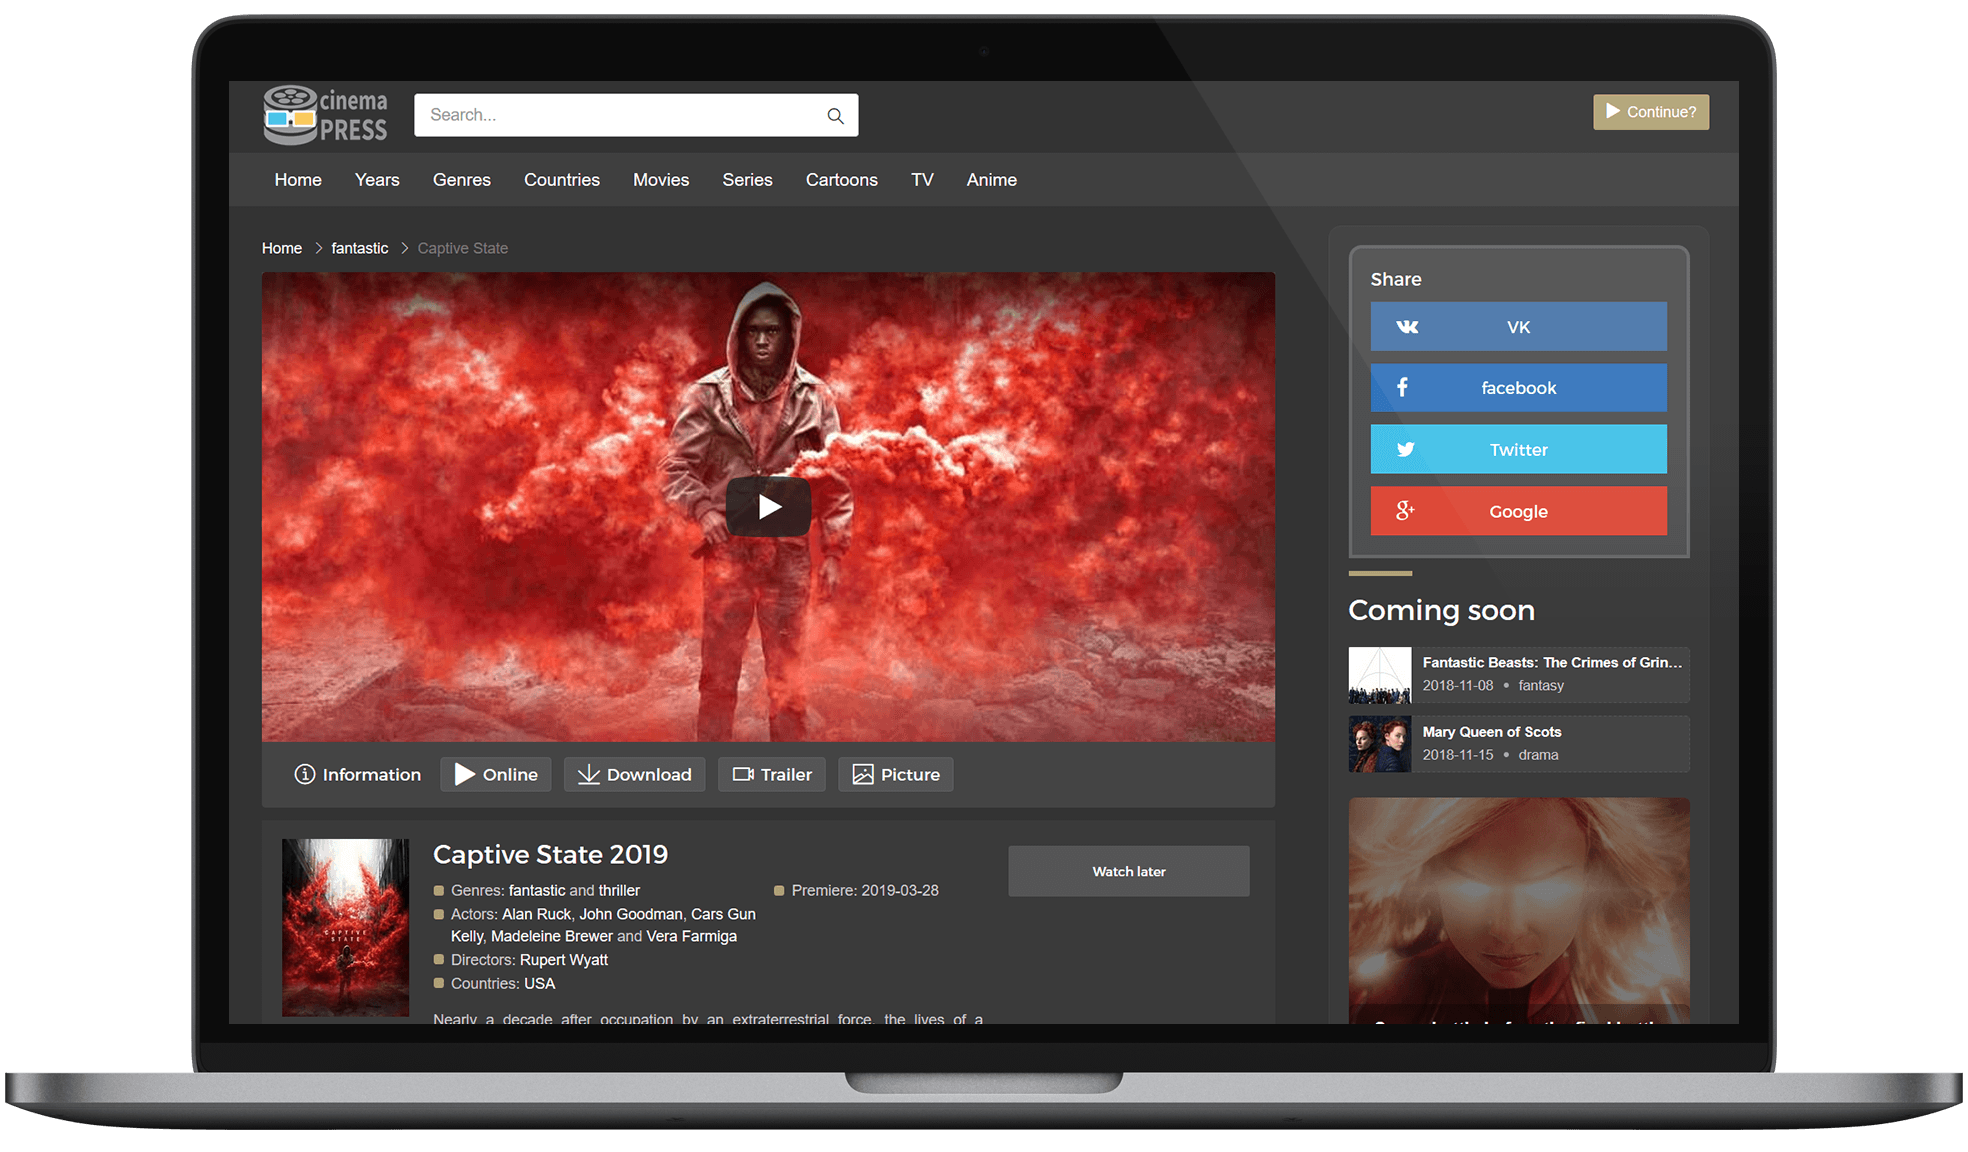 cinema
PRESS
Search...
Continue?
Home Years Genres Countries Movies Series Cartoons TV Anime
Home > fantastic > Captive State
Information Online Download Trailer Picture
CAPTIVE
STATE
Captive State 2019
Genres: fantastic and thriller
Premiere: 2019-03-28
Actors: Alan Ruck, John Goodman, Cars Gun
Kelly, Madeleine Brewer and Vera Farmiga
Directors: Rupert Wyatt
Countries: USA
Nearly a decade after occupation by an extraterrestrial force, the lives of a
Watch later
Share
VK
facebook
Twitter
Google
Coming soon
Fantastic Beasts: The Crimes of Grin...
2018-11-08 • fantasy
Mary Queen of Scots
2018-11-15 • drama